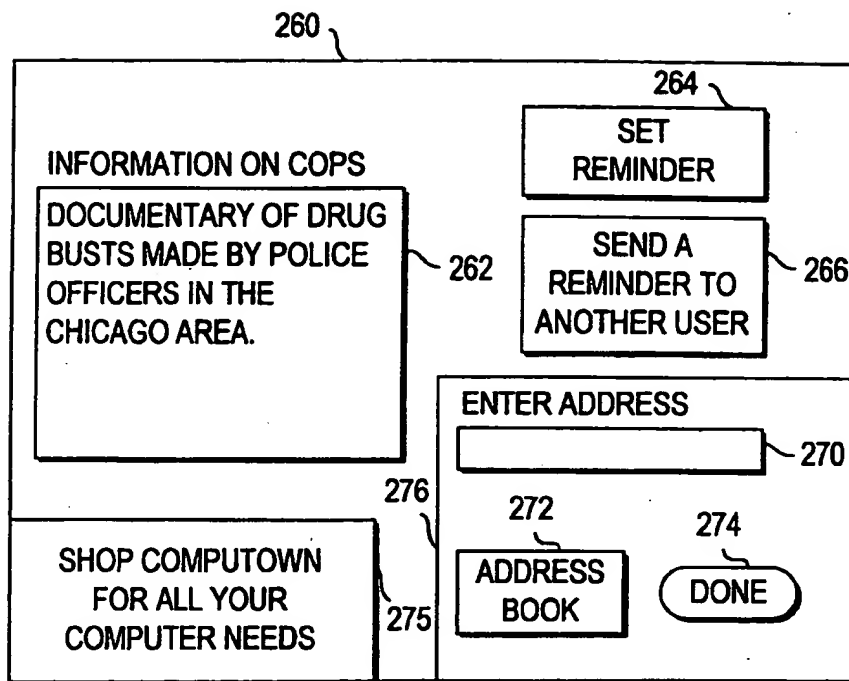 260
264
SET
REMINDER
INFORMATION ON COPS
DOCUMENTARY OF DRUG
BUSTS MADE BY POLICE
OFFICERS IN THE
CHICAGO AREA.
262
SEND A
REMINDER TO
ANOTHER USER
266
ENTER ADDRESS
270
276
272
274
ADDRESS
BOOK
DONE
SHOP COMPUTOWN
FOR ALL YOUR
COMPUTER NEEDS
275